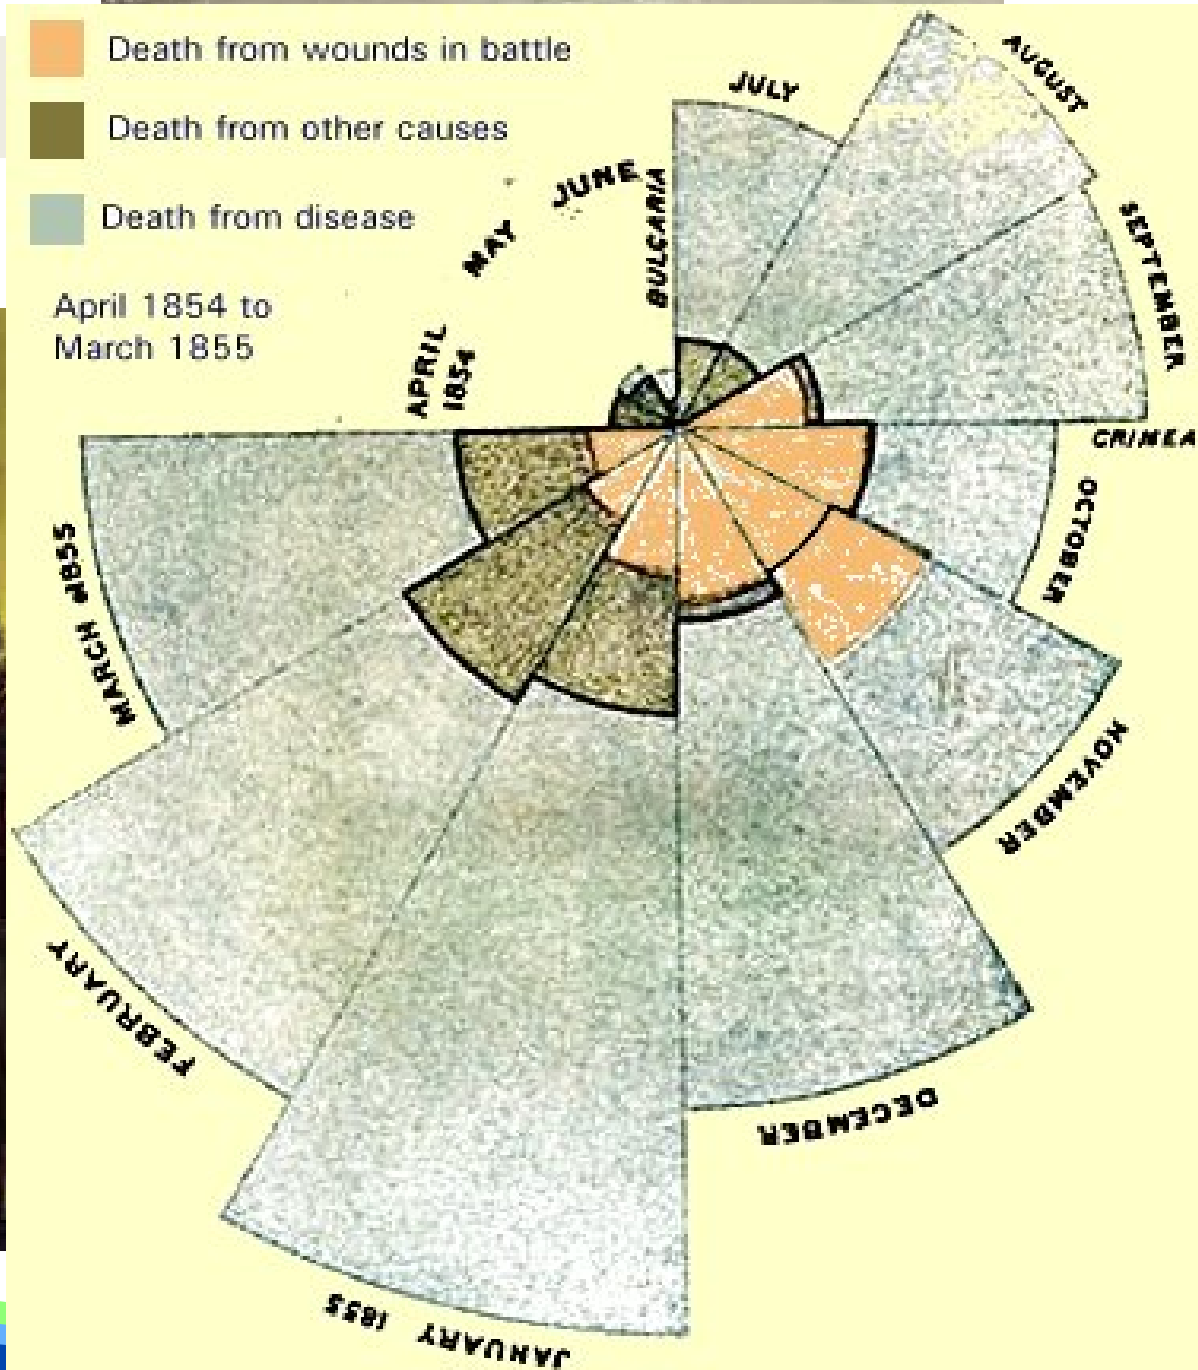 Death from wounds in battle
Death from other causes
Death from disease
April 1854 to
March 1855
APRIL
1854
MAY
JUNE
BULGARIA
JULY
AUGUST
SEPTEMBER
CRIMEA
OCTOBER
NOVEMBER
DECEMBER
JANUARY 1855
FEBRUARY
MARCH 1855